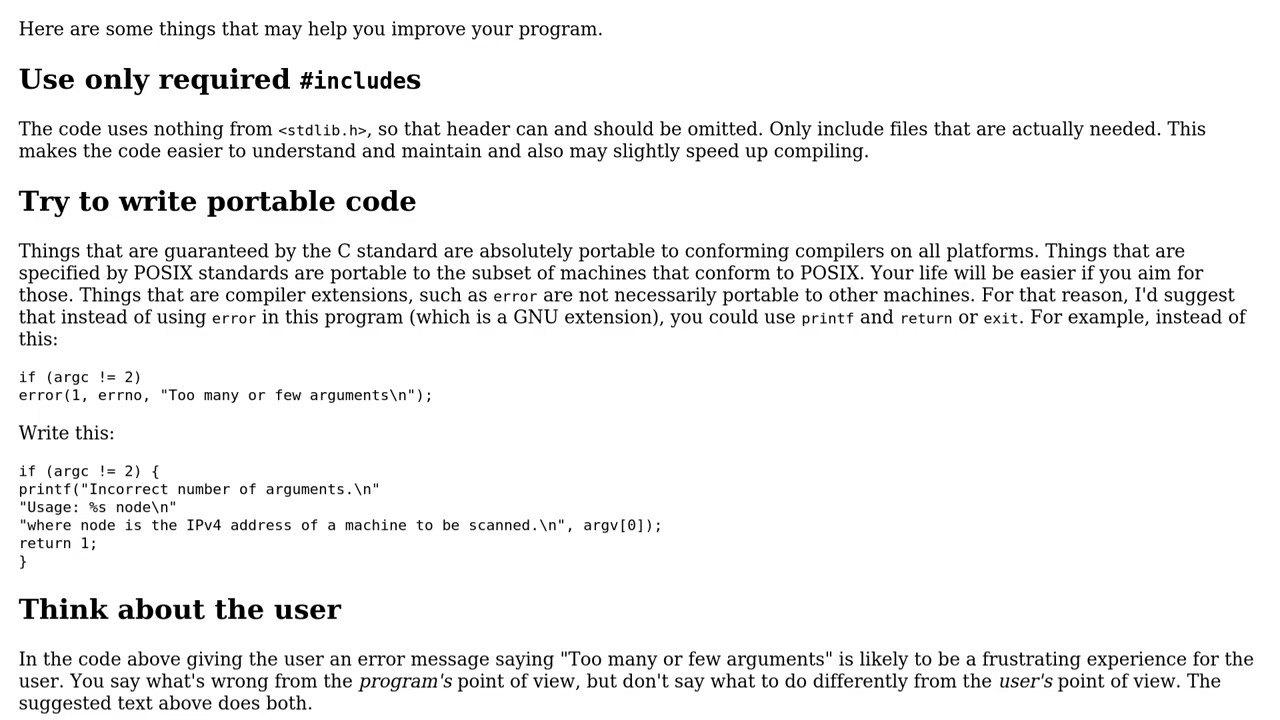 Here are some things that may help you improve your program.
Use only required #includes
The code uses nothing from <stdlib.h>, so that header can and should be omitted. Only include files that are actually needed. This
makes the code easier to understand and maintain and also may slightly speed up compiling.
Try to write portable code
Things that are guaranteed by the C standard are absolutely portable to conforming compilers on all platforms. Things that are
specified by POSIX standards are portable to the subset of machines that conform to POSIX. Your life will be easier if you aim for
those. Things that are compiler extensions, such as error are not necessarily portable to other machines. For that reason, I'd suggest
that instead of using error in this program (which is a GNU extension), you could use printf and return or exit. For example, instead of
this:
if (argc != 2)
error(1, errno, "Too many or few arguments\n");
Write this:
if (argc != 2) {
printf("Incorrect number of arguments.\n"
"Usage: %s node\n"
"where node is the IPv4 address of a machine to be scanned.\n", argv[0]);
return 1;
}
Think about the user
In the code above giving the user an error message saying "Too many or few arguments" is likely to be a frustrating experience for the
user. You say what's wrong from the program's point of view, but don't say what to do differently from the user's point of view. The
suggested text above does both.